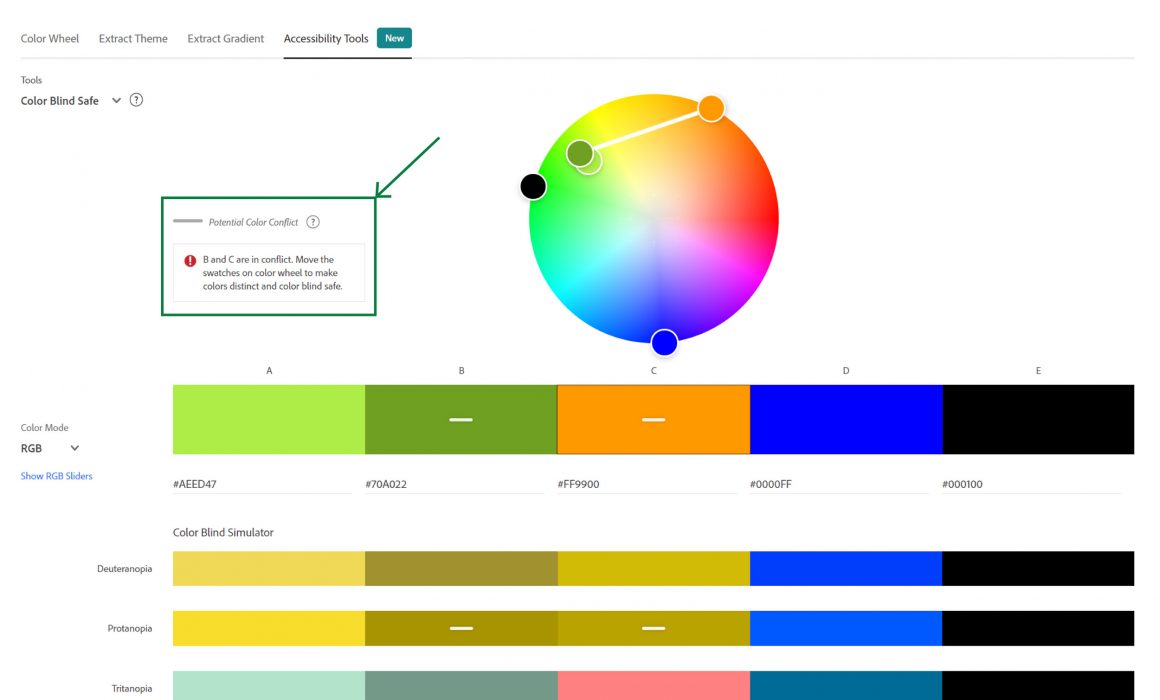 Color Wheel Extract Theme Extract Gradient Accessibility Tools New
Tools
Color Blind Safe ?
Potential Color Conflict ?
B and C are in conflict. Move the
swatches on color wheel to make
colors distinct and color blind safe.
A B C D E
Color Mode
RGB
Show RGB Sliders
#AEED47 #70A022 #FF9900 #0000FF #000100
Color Blind Simulator
Deuteranopia
Protanopia
Tritanopia